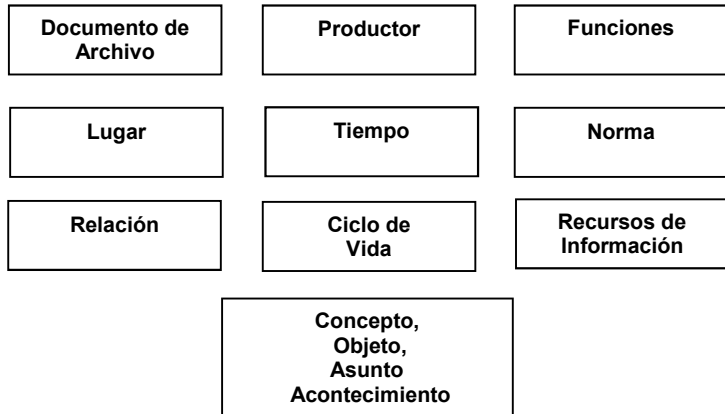 Documento de
Archivo
Productor
Funciones
Lugar
Tiempo
Norma
Relación
Ciclo de
Vida
Recursos de
Información
Concepto,
Objeto,
Asunto
Acontecimiento